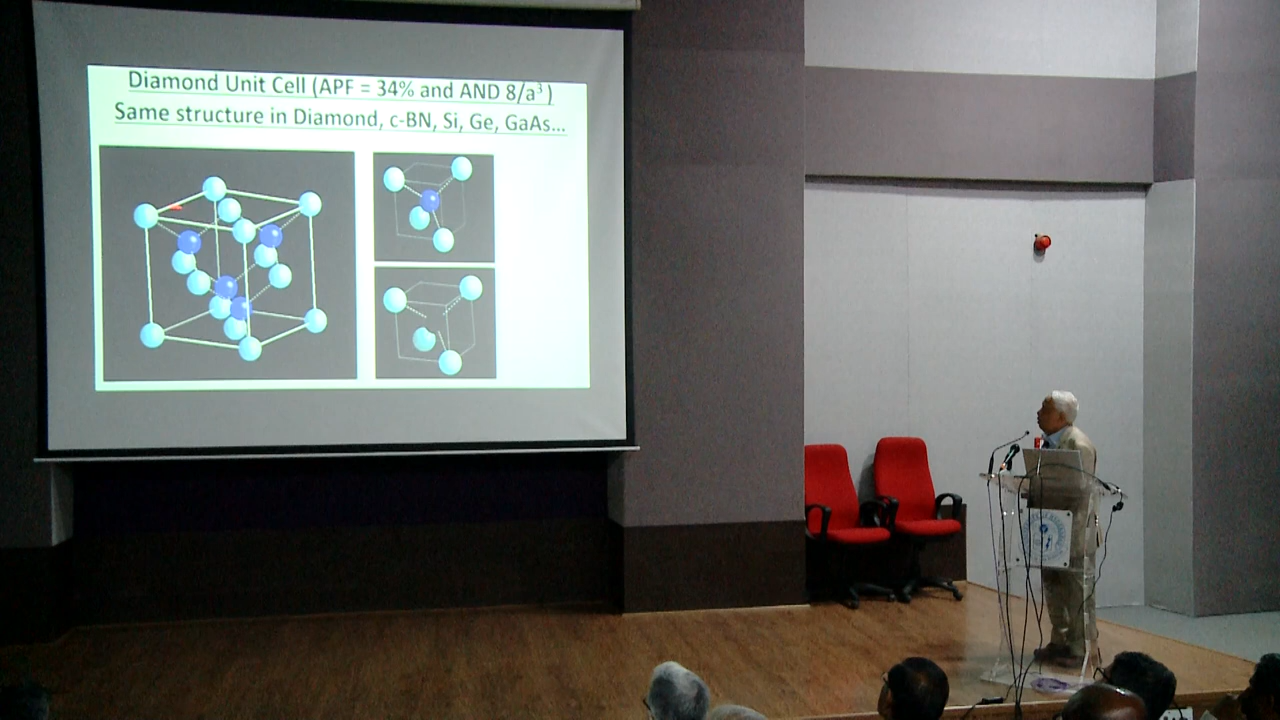 Diamond Unit Cell (APF = 34% and AND 8/a³)
Same structure in Diamond, c-BN, Si, Ge, GaAs...